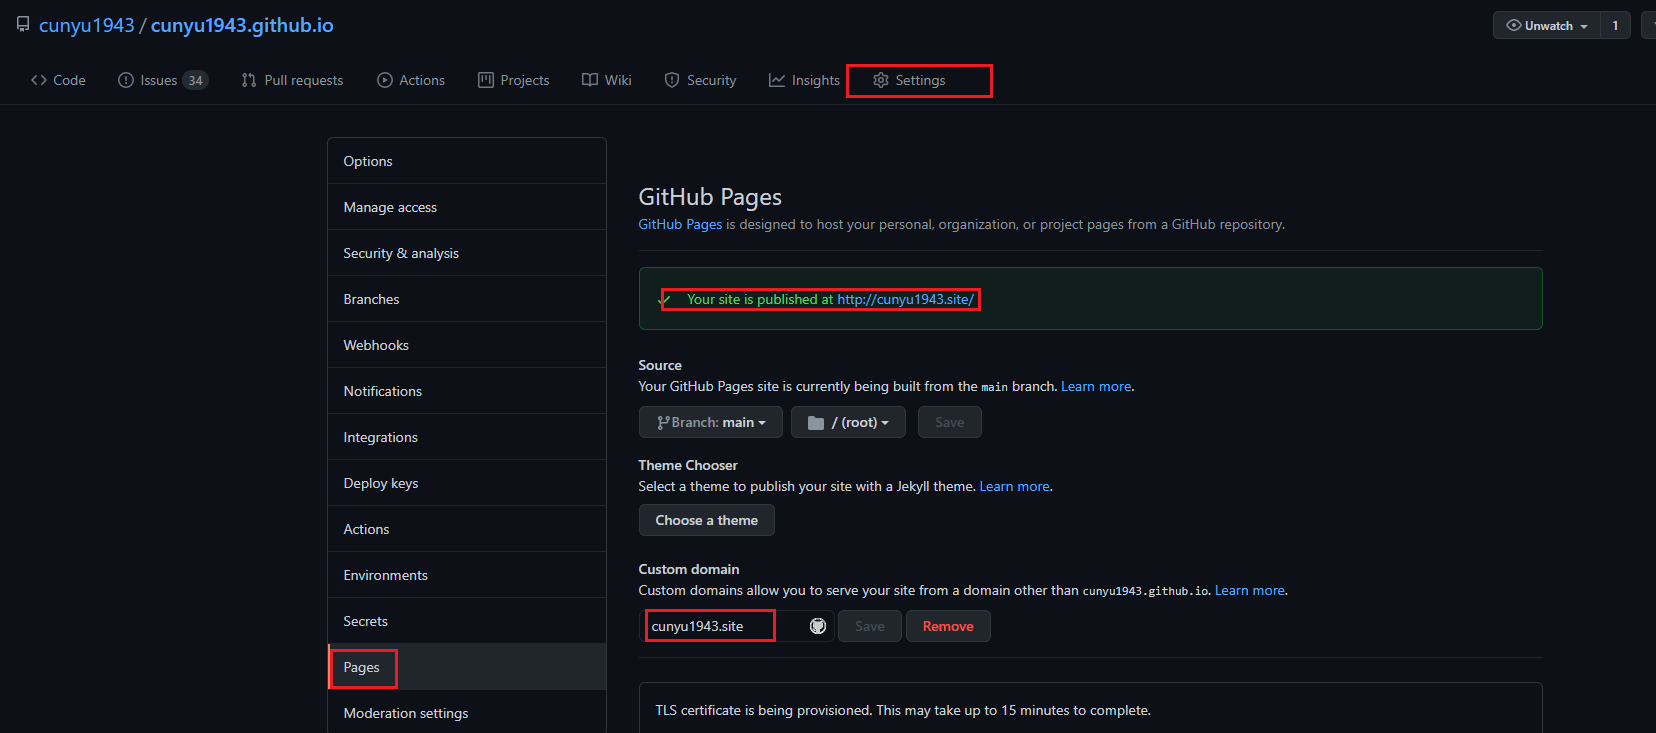 cunyu1943 / cunyu1943.github.io
Unwatch 1
Code Issues 34 Pull requests Actions Projects Wiki Security Insights Settings
Options
Manage access
Security & analysis
Branches
Webhooks
Notifications
Integrations
Deploy keys
Actions
Environments
Secrets
Pages
Moderation settings
GitHub Pages
GitHub Pages is designed to host your personal, organization, or project pages from a GitHub repository.
Your site is published at http://cunyu1943.site/
Source
Your GitHub Pages site is currently being built from the main branch. Learn more.
Branch: main / (root) Save
Theme Chooser
Select a theme to publish your site with a Jekyll theme. Learn more.
Choose a theme
Custom domain
Custom domains allow you to serve your site from a domain other than cunyu1943.github.io. Learn more.
cunyu1943.site Save Remove
TLS certificate is being provisioned. This may take up to 15 minutes to complete.